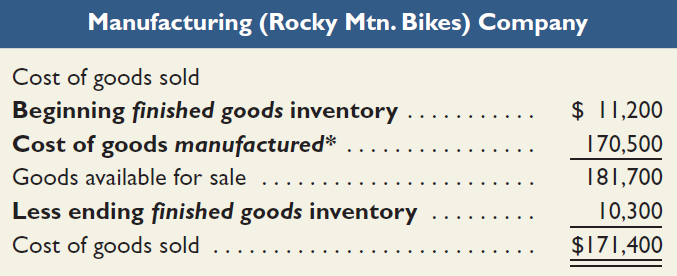 Manufacturing (Rocky Mtn. Bikes) Company
Cost of goods sold
Beginning finished goods inventory . . . . . . . . . . . $ 11,200
Cost of goods manufactured* . . . . . . . . . . . . . . . . 170,500
Goods available for sale . . . . . . . . . . . . . . . . . . . . . . . 181,700
Less ending finished goods inventory . . . . . . . . . 10,300
Cost of goods sold . . . . . . . . . . . . . . . . . . . . . . . . . . . $171,400